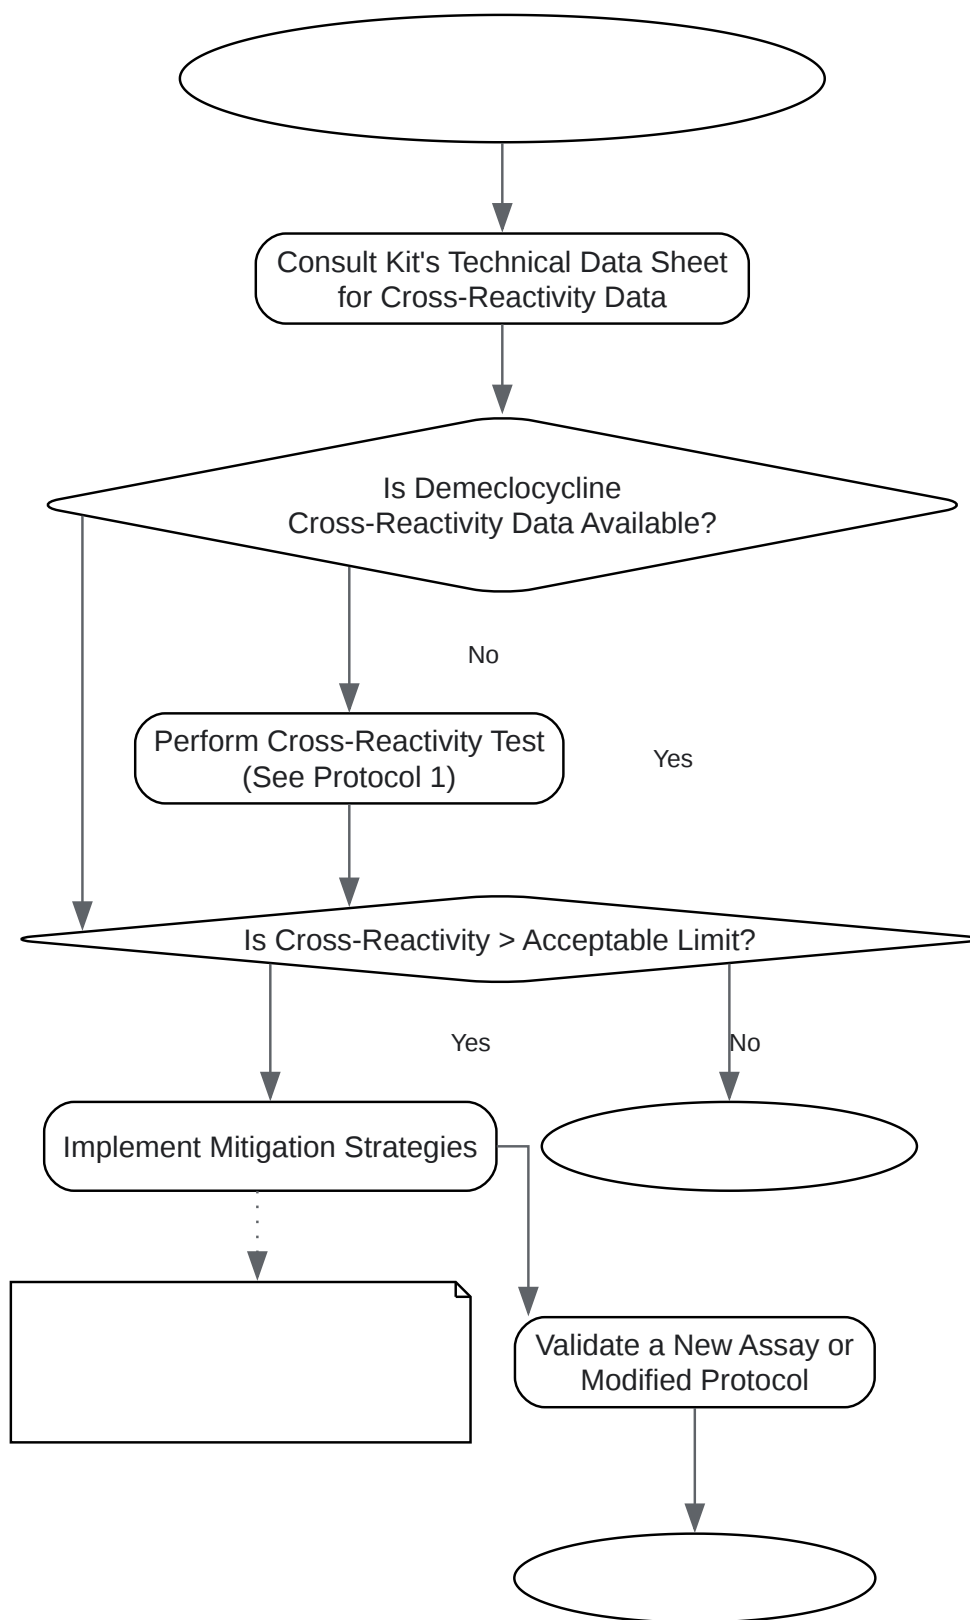 Consult Kit's Technical Data Sheet
for Cross-Reactivity Data
Is Demeclocycline
Cross-Reactivity Data Available?
No
Perform Cross-Reactivity Test
(See Protocol 1)
Yes
Is Cross-Reactivity > Acceptable Limit?
Yes
No
Implement Mitigation Strategies
Validate a New Assay or
Modified Protocol